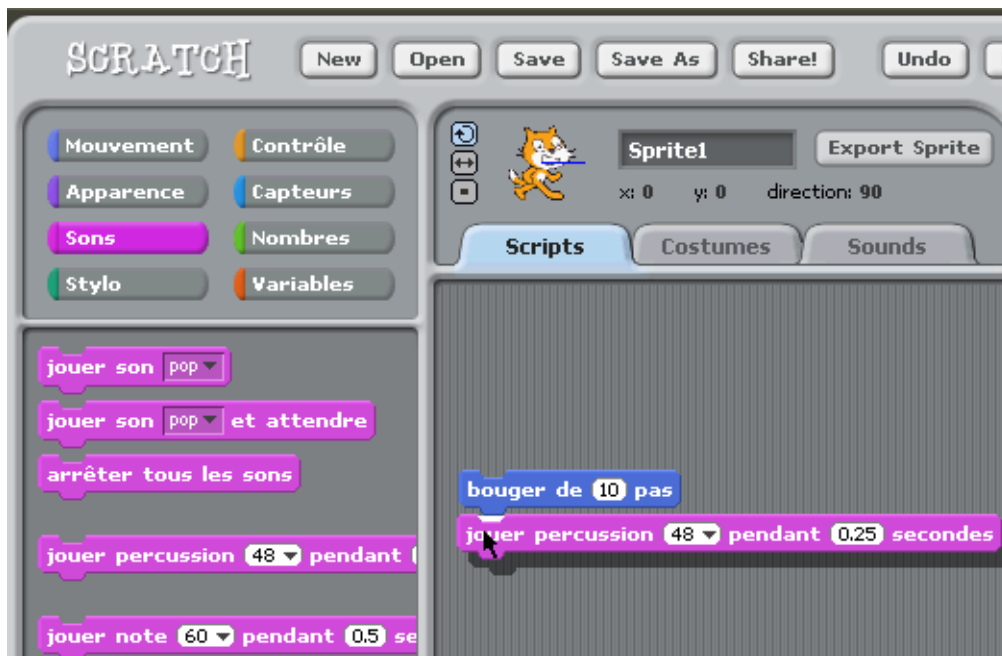 SCRATCH
New Open Save Save As Share! Undo
Mouvement Contrôle
Apparence Capteurs
Sons Nombres
Stylo Variables
Sprite1 Export Sprite
x: 0 y: 0 direction: 90
Scripts Costumes Sounds
jouer son pop
jouer son pop et attendre
arrêter tous les sons
jouer percussion 48 pendant
jouer note 60 pendant 0.5 se
bouger de 10 pas
jouer percussion 48 pendant 0.25 secondes